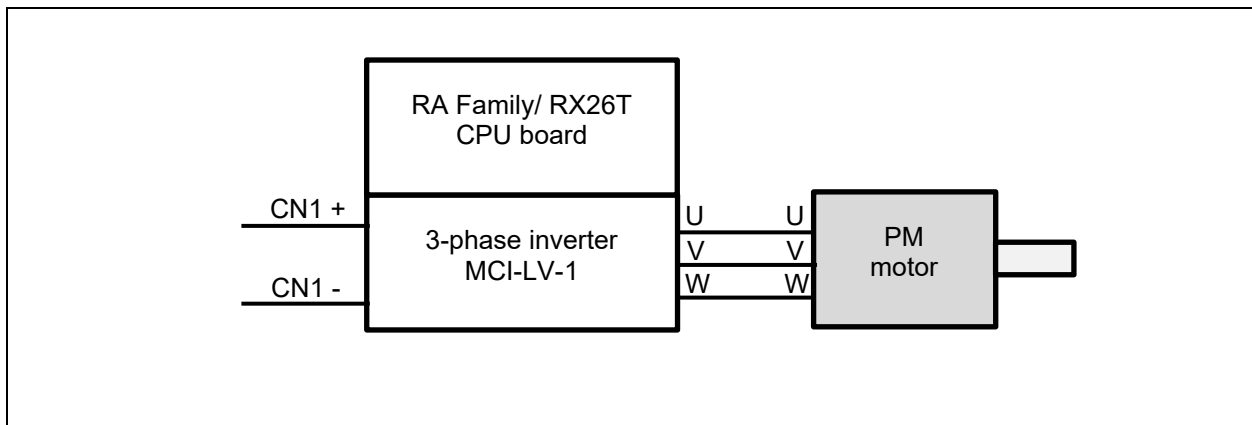 RA Family/ RX26T
CPU board
CN1 +
3-phase inverter
MCI-LV-1
CN1 -
U
U
V
V
W
W
PM
motor